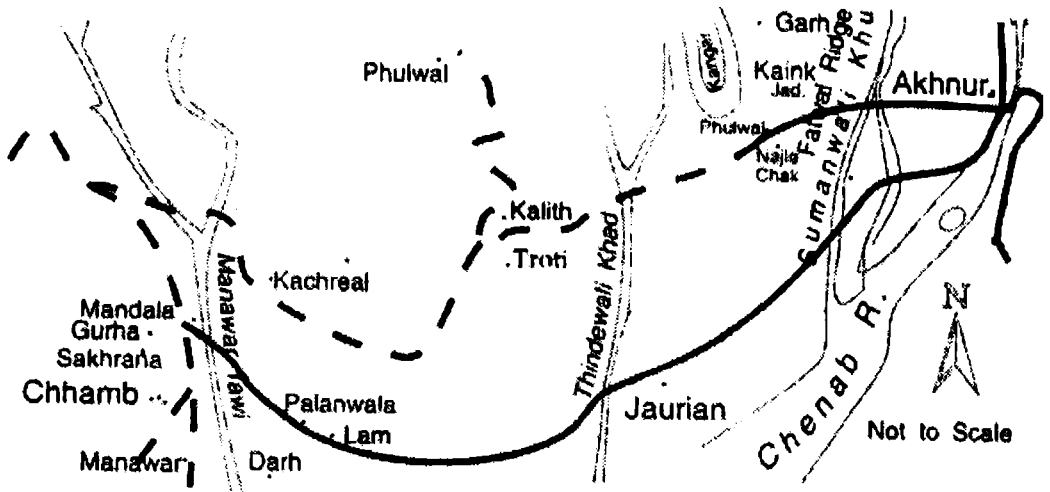 Garh
Phulwal
Kaink
Jad.
Akhnur
Kangar
Fatwal Ridge
Sumanwali Khu
Phulwal
Najla
Chak
Kalith
Troti
Kachreal
Thindewali Khad
Manawar Tawi
Mandala
Gurha
Sakhrana
Chhamb
Palanwala
Lam
Jaurian
Manawar
Darh
Chenab R.
N
Not to Scale